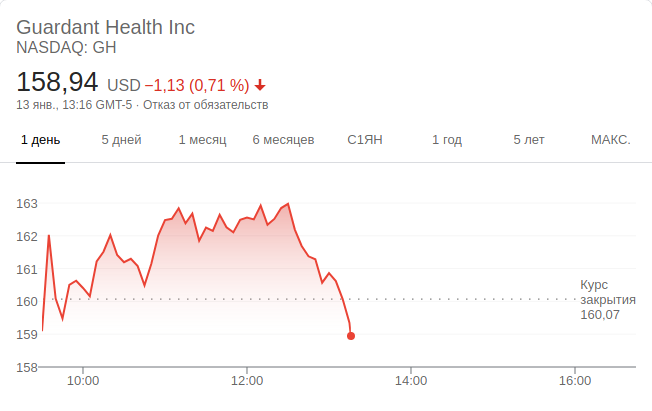 Guardant Health Inc
NASDAQ: GH
158,94 USD −1,13 (0,71 %)
13 янв., 13:16 GMT-5 · Отказ от обязательств
1 день 5 дней 1 месяц 6 месяцев С1ЯН 1 год 5 лет МАКС.
163
162
161
160
159
158
Курс
закрытия
160,07
10:00 12:00 14:00 16:00